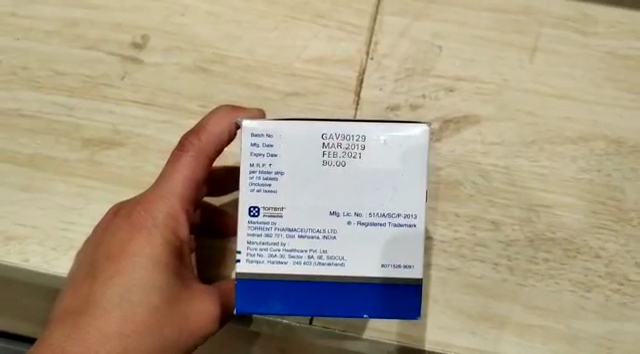 Batch No : GAV90129
Mfg. Date : MAR.2019
Expiry Date : FEB.2021
M.R.P. ₹ 90.00
per blister strip
of 15 tablets
(Inclusive
of all taxes)
torrent
PHARMA
Mfg. Lic. No. : 51/UA/SC/P-2013
® - Registered Trademark
Marketed by :
TORRENT PHARMACEUTICALS LTD.
Indrad-382 721, Dist. Mehsana, INDIA
Manufactured by :
Pure and Cure Healthcare Pvt. Ltd.
Plot No. 26A-30, Sector : 8A, IIE, SIDCUL,
Ranipur, Haridwar - 249 403 (Uttarakhand)